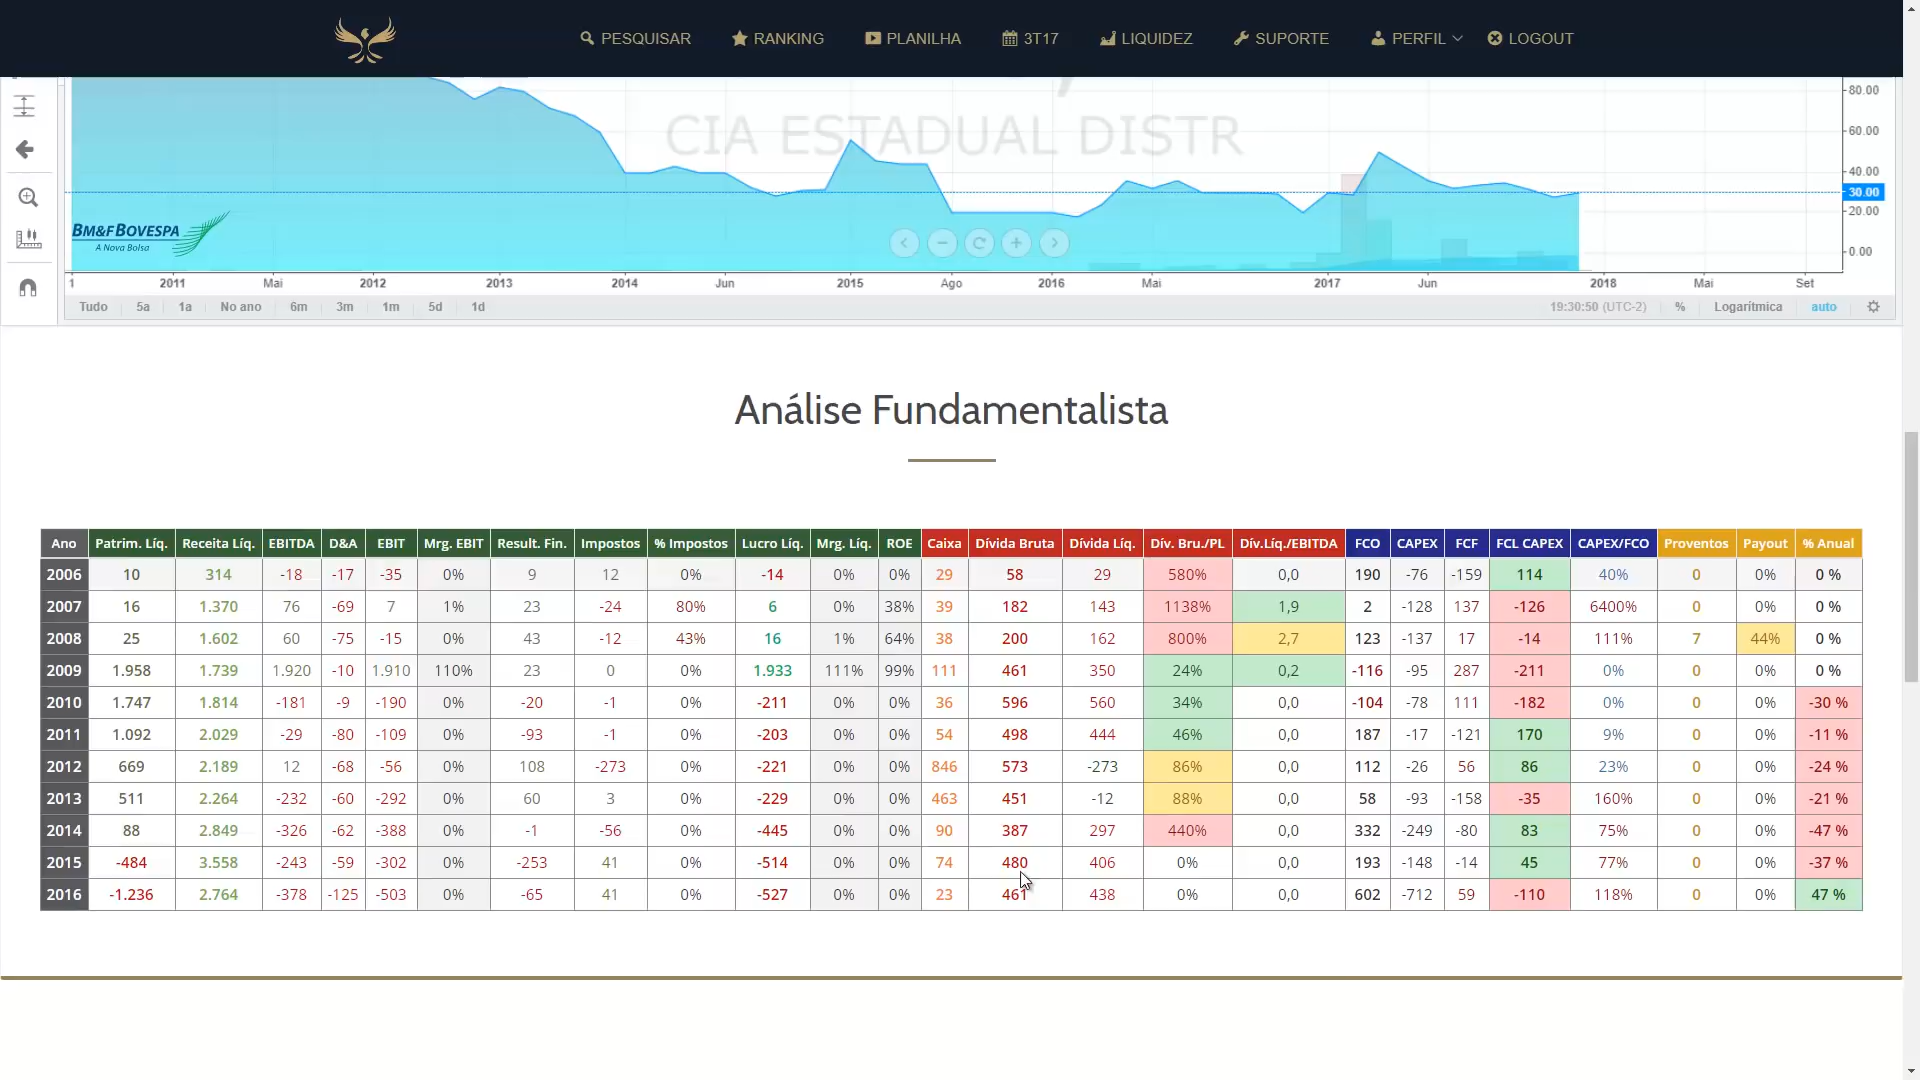 PESQUISAR RANKING PLANILHA 3T17 LIQUIDEZ SUPORTE PERFIL LOGOUT
CIA ESTADUAL DISTR
80.00
60.00
40.00
30.00
20.00
0.00
BM&FBOVESPA
A Nova Bolsa
1 2011 Mai 2012 2013 2014 Jun 2015 Ago 2016 Mai 2017 Jun 2018 Mai Set
Tudo 5a 1a No ano 6m 3m 1m 5d 1d 19:30:50 (UTC-2) % Logarítmica auto
Análise Fundamentalista
Ano Patrim. Líq. Receita Líq. EBITDA D&A EBIT Mrg. EBIT Result. Fin. Impostos % Impostos Lucro Líq. Mrg. Líq. ROE Caixa Dívida Bruta Dívida Líq. Dív. Bru./PL Dív.Líq./EBITDA FCO CAPEX FCF FCL CAPEX CAPEX/FCO Proventos Payout % Anual
2006 10 314 -18 -17 -35 0% 9 12 0% -14 0% 0% 29 58 29 580% 0,0 190 -76 -159 114 40% 0 0% 0 %
2007 16 1.370 76 -69 7 1% 23 -24 80% 6 0% 38% 39 182 143 1138% 1,9 2 -128 137 -126 6400% 0 0% 0 %
2008 25 1.602 60 -75 -15 0% 43 -12 43% 16 1% 64% 38 200 162 800% 2,7 123 -137 17 -14 111% 7 44% 0 %
2009 1.958 1.739 1.920 -10 1.910 110% 23 0 0% 1.933 111% 99% 111 461 350 24% 0,2 -116 -95 287 -211 0% 0 0% 0 %
2010 1.747 1.814 -181 -9 -190 0% -20 -1 0% -211 0% 0% 36 596 560 34% 0,0 -104 -78 111 -182 0% 0 0% -30 %
2011 1.092 2.029 -29 -80 -109 0% -93 -1 0% -203 0% 0% 54 498 444 46% 0,0 187 -17 -121 170 9% 0 0% -11 %
2012 669 2.189 12 -68 -56 0% 108 -273 0% -221 0% 0% 846 573 -273 86% 0,0 112 -26 56 86 23% 0 0% -24 %
2013 511 2.264 -232 -60 -292 0% 60 3 0% -229 0% 0% 463 451 -12 88% 0,0 58 -93 -158 -35 160% 0 0% -21 %
2014 88 2.849 -326 -62 -388 0% -1 -56 0% -445 0% 0% 90 387 297 440% 0,0 332 -249 -80 83 75% 0 0% -47 %
2015 -484 3.558 -243 -59 -302 0% -253 41 0% -514 0% 0% 74 480 406 0% 0,0 193 -148 -14 45 77% 0 0% -37 %
2016 -1.236 2.764 -378 -125 -503 0% -65 41 0% -527 0% 0% 23 461 438 0% 0,0 602 -712 59 -110 118% 0 0% 47 %